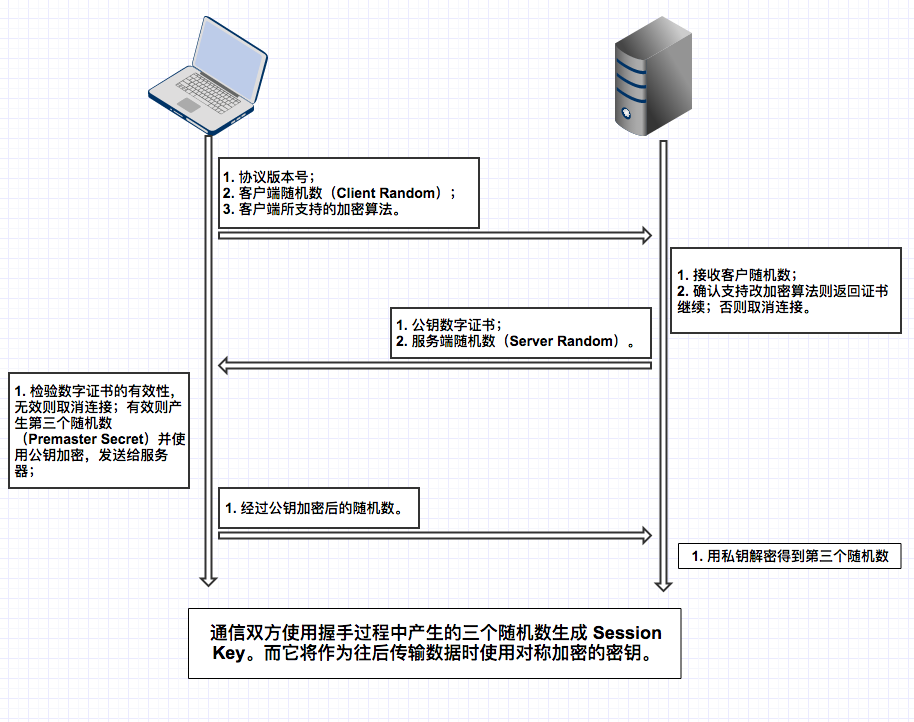 1. 协议版本号；
2. 客户端随机数（Client Random）；
3. 客户端所支持的加密算法。
1. 接收客户随机数；
2. 确认支持改加密算法则返回证书
继续；否则取消连接。
1. 公钥数字证书；
2. 服务端随机数（Server Random）。
1. 检验数字证书的有效性，
无效则取消连接；有效则产
生第三个随机数
（Premaster Secret）并使
用公钥加密，发送给服务
器；
1. 经过公钥加密后的随机数。
1. 用私钥解密得到第三个随机数
通信双方使用握手过程中产生的三个随机数生成 Session
Key。而它将作为往后传输数据时使用对称加密的密钥。